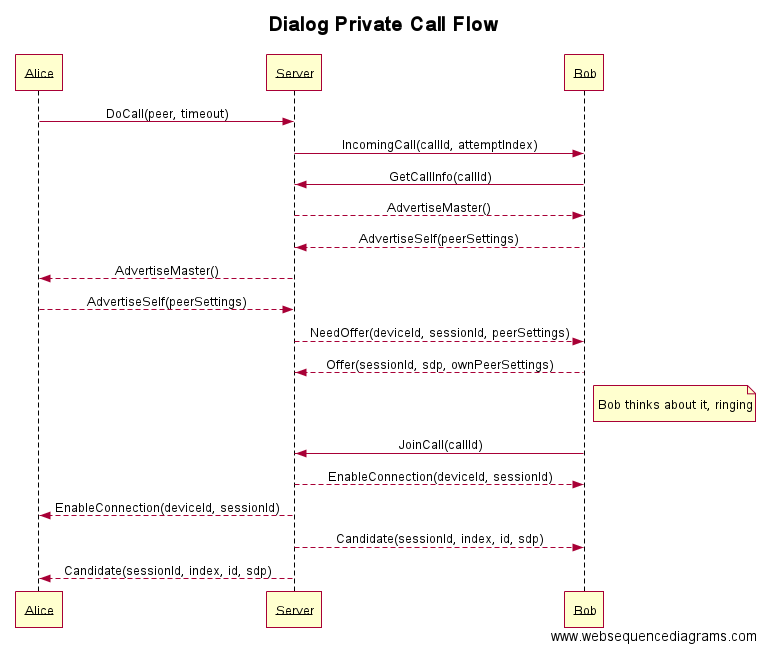 Dialog Private Call Flow
Alice
Server
Bob
DoCall(peer, timeout)
IncomingCall(callId, attemptIndex)
GetCallInfo(callId)
AdvertiseMaster()
AdvertiseSelf(peerSettings)
AdvertiseMaster()
AdvertiseSelf(peerSettings)
NeedOffer(deviceId, sessionId, peerSettings)
Offer(sessionId, sdp, ownPeerSettings)
Bob thinks about it, ringing
JoinCall(callId)
EnableConnection(deviceId, sessionId)
EnableConnection(deviceId, sessionId)
Candidate(sessionId, index, id, sdp)
Candidate(sessionId, index, id, sdp)
Alice
Server
Bob
www.websequencediagrams.com